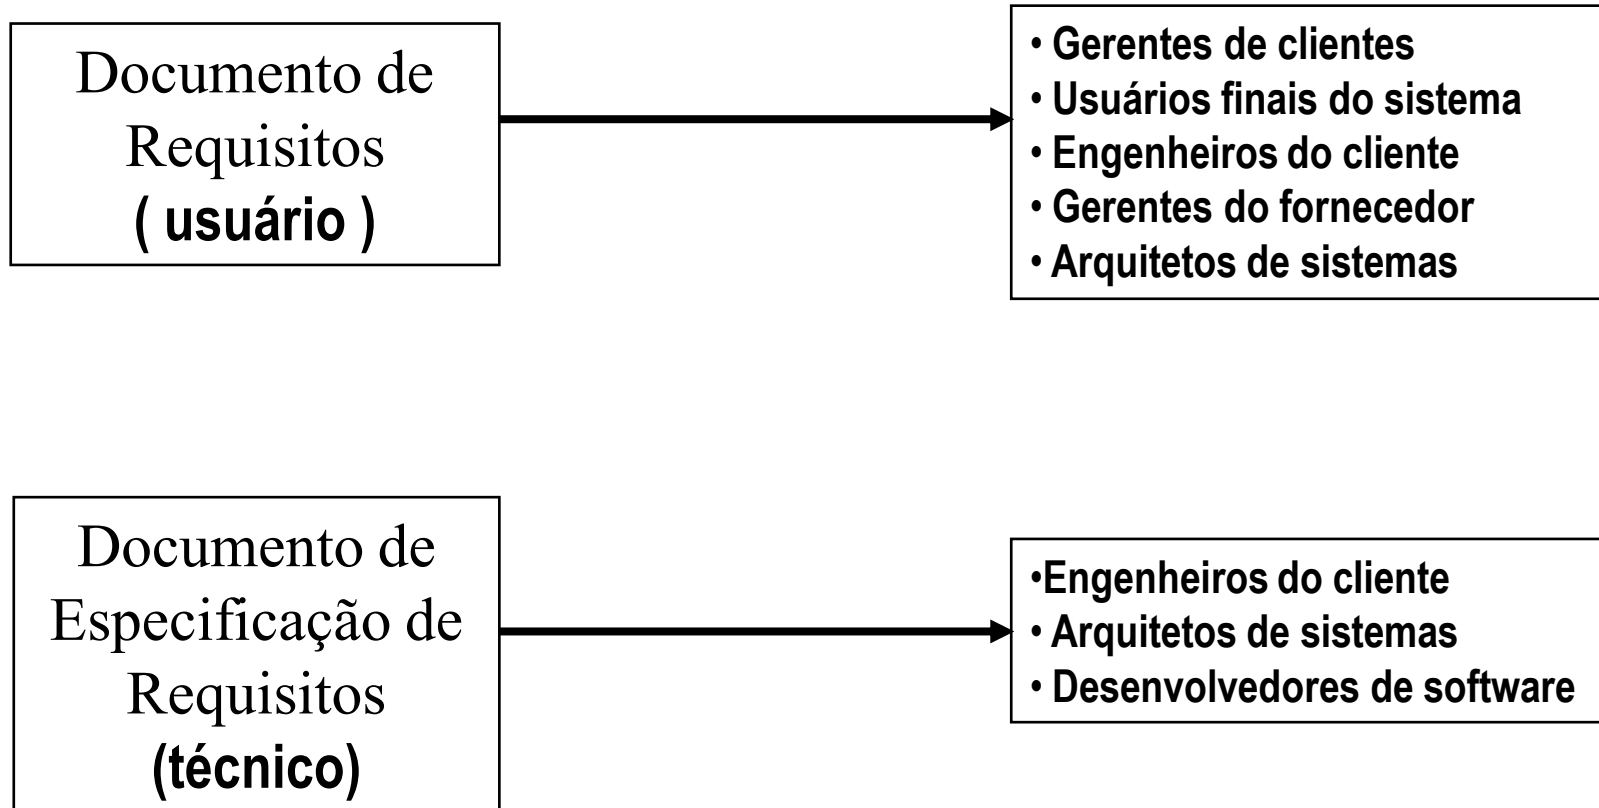 Documento de
Requisitos
( usuário )
• Gerentes de clientes
• Usuários finais do sistema
• Engenheiros do cliente
• Gerentes do fornecedor
• Arquitetos de sistemas
Documento de
Especificação de
Requisitos
(técnico)
•Engenheiros do cliente
• Arquitetos de sistemas
• Desenvolvedores de software